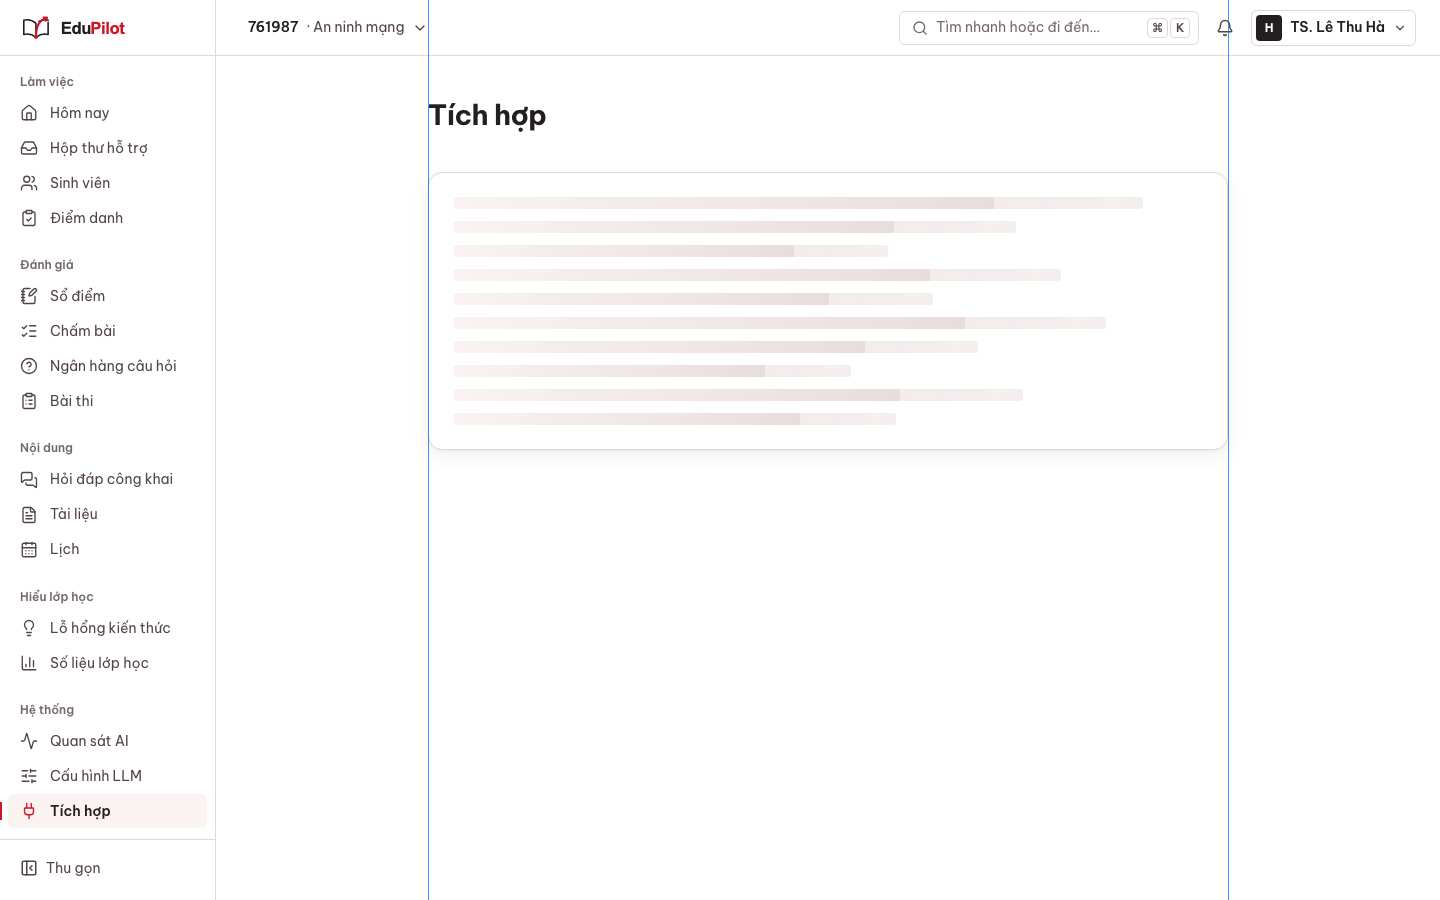 EduPilot
761987 · An ninh mạng
Tìm nhanh hoặc đi đến...
⌘ K
H
TS. Lê Thu Hà
Làm việc
Hôm nay
Hộp thư hỗ trợ
Sinh viên
Điểm danh
Đánh giá
Sổ điểm
Chấm bài
Ngân hàng câu hỏi
Bài thi
Nội dung
Hỏi đáp công khai
Tài liệu
Lịch
Hiểu lớp học
Lỗ hổng kiến thức
Số liệu lớp học
Hệ thống
Quan sát AI
Cấu hình LLM
Tích hợp
Thu gọn
Tích hợp